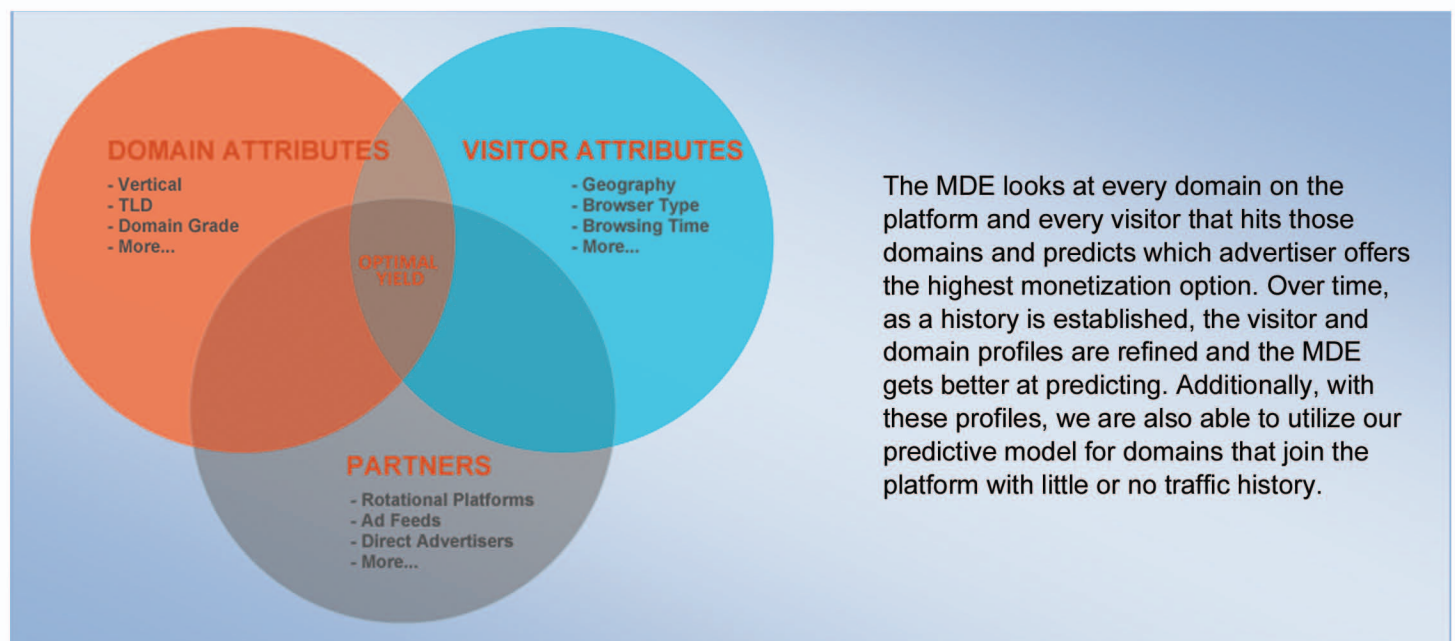 DOMAIN ATTRIBUTES
- Vertical
- TLD
- Domain Grade
- More...
VISITOR ATTRIBUTES
- Geography
- Browser Type
- Browsing Time
- More...
OPTIMAL
YIELD
PARTNERS
- Rotational Platforms
- Ad Feeds
- Direct Advertisers
- More...
The MDE looks at every domain on the
platform and every visitor that hits those
domains and predicts which advertiser offers
the highest monetization option. Over time,
as a history is established, the visitor and
domain profiles are refined and the MDE
gets better at predicting. Additionally, with
these profiles, we are also able to utilize our
predictive model for domains that join the
platform with little or no traffic history.